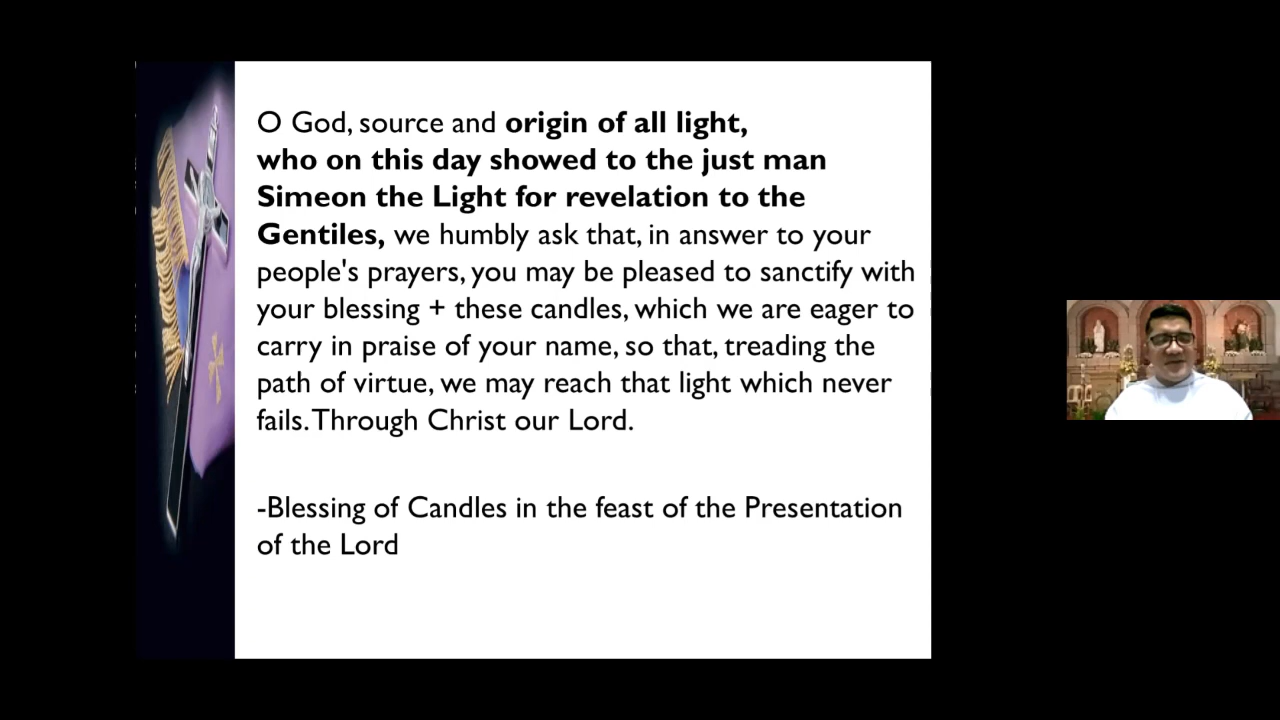 O God, source and origin of all light,
who on this day showed to the just man
Simeon the Light for revelation to the
Gentiles, we humbly ask that, in answer to your
people's prayers, you may be pleased to sanctify with
your blessing + these candles, which we are eager to
carry in praise of your name, so that, treading the
path of virtue, we may reach that light which never
fails. Through Christ our Lord.
-Blessing of Candles in the feast of the Presentation
of the Lord